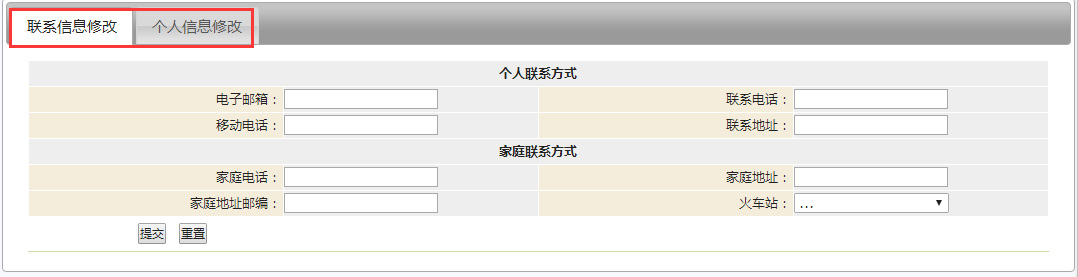 联系信息修改 个人信息修改
个人联系方式
电子邮箱： 联系电话：
移动电话： 联系地址：
家庭联系方式
家庭电话： 家庭地址：
家庭地址邮编： 火车站： ...
提交 重置